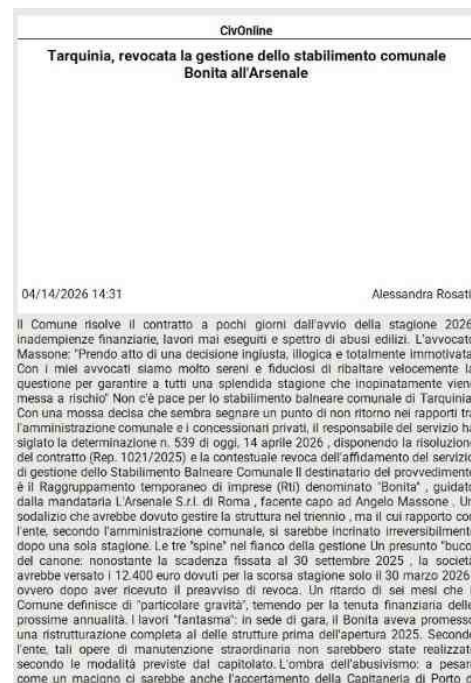 CivOnline
Tarquinia, revocata la gestione dello stabilimento comunale
Bonita all'Arsenale
04/14/2026 14:31
Alessandra Rosati
Il Comune risolve il contratto a pochi giorni dall'avvio della stagione 2026
inadempienze finanziarie, lavori mai eseguiti e spettro di abusi edilizi. L'avvocato
Massone: "Prendo atto di una decisione ingiusta, illogica e totalmente immotivata
Con i miei avvocati siamo molto sereni e fiduciosi di ribaltare velocemente la
questione per garantire a tutti una splendida stagione che inopinatamente viene
messa a rischio" Non c'è pace per lo stabilimento balneare comunale di Tarquinia
Con una mossa decisa che sembra segnare un punto di non ritorno nei rapporti tra
l'amministrazione comunale e i concessionari privati, il responsabile del servizio ha
siglato la determinazione n. 539 di oggi, 14 aprile 2026 , disponendo la risoluzione
del contratto (Rep. 1021/2025) e la contestuale revoca dell'affidamento del servizio
di gestione dello Stabilimento Balneare Comunale Il destinatario del provvedimento
è il Raggruppamento temporaneo di imprese (Rti) denominato "Bonita" , guidato
dalla mandataria L'Arsenale S.r.l. di Roma , facente capo ad Angelo Massone . Un
sodalizio che avrebbe dovuto gestire la struttura nel triennio , ma il cui rapporto con
l'ente, secondo l'amministrazione comunale, si sarebbe incrinato irreversibilmente
dopo una sola stagione. Le tre "spine" nel fianco della gestione Un presunto "buco"
del canone: nonostante la scadenza fissata al 30 settembre 2025 , la società
avrebbe versato i 12.400 euro dovuti per la scorsa stagione solo il 30 marzo 2026,
ovvero dopo aver ricevuto il preavviso di revoca. Un ritardo di sei mesi che il
Comune definisce di "particolare gravità", temendo per la tenuta finanziaria delle
prossime annualità. I lavori "fantasma": in sede di gara, il Bonita aveva promesso
una ristrutturazione completa al delle strutture prima dell'apertura 2025. Secondo
l'ente, tali opere di manutenzione straordinaria non sarebbero state realizzate
secondo le modalità previste dal capitolato. L'ombra dell'abusivismo: a pesare
come un macigno ci sarebbe anche l'accertamento della Capitaneria di Porto d